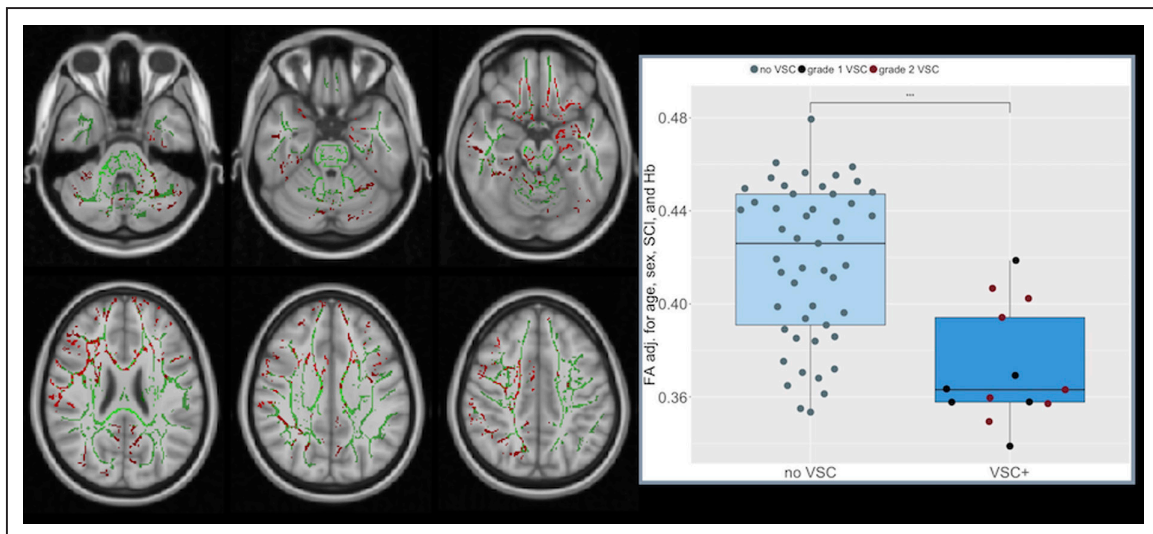 no VSC grade 1 VSC grade 2 VSC
***
FA adj. for age, sex, SCI, and Hb
0.48
0.44
0.40
0.36
no VSC VSC+